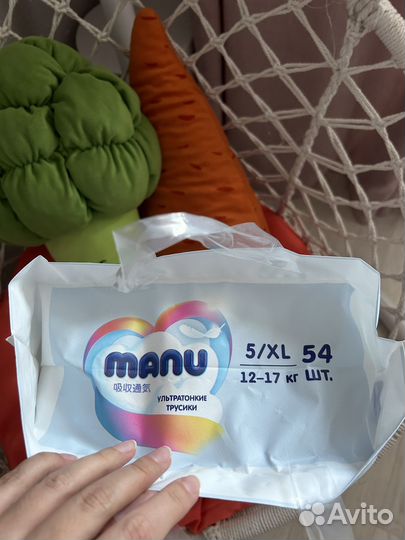 manu
吸収通気
УЛЬТРАТОНКИЕ
ТРУСИКИ
5/XL
12–17 кг
54
ШТ.
Avito